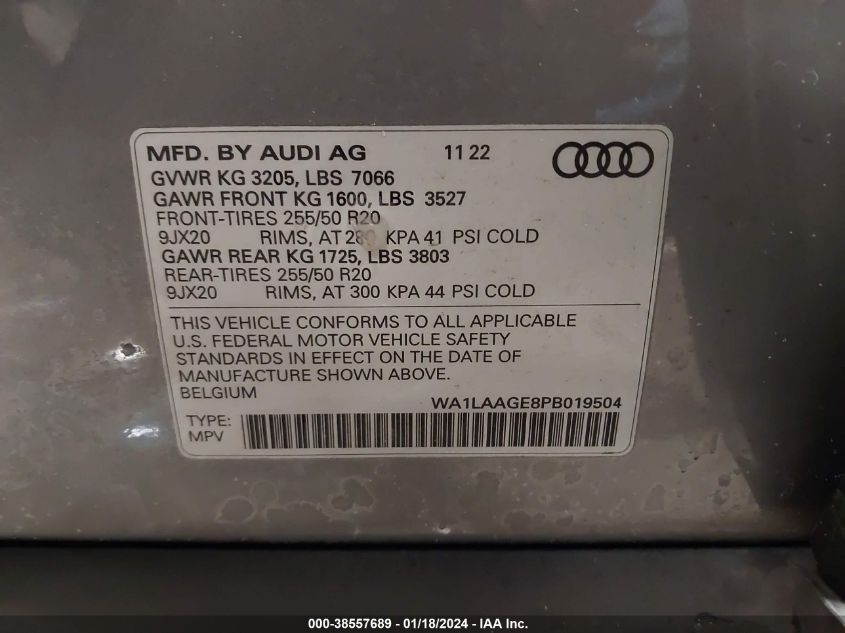 MFD. BY AUDI AG 11 22
GVWR KG 3205, LBS 7066
GAWR FRONT KG 1600, LBS 3527
FRONT-TIRES 255/50 R20
9JX20 RIMS, AT 280 KPA 41 PSI COLD
GAWR REAR KG 1725, LBS 3803
REAR-TIRES 255/50 R20
9JX20 RIMS, AT 300 KPA 44 PSI COLD
THIS VEHICLE CONFORMS TO ALL APPLICABLE
U.S. FEDERAL MOTOR VEHICLE SAFETY
STANDARDS IN EFFECT ON THE DATE OF
MANUFACTURE SHOWN ABOVE.
BELGIUM WA1LAAGE8PB019504
TYPE:
MPV
000-38557689 - 01/18/2024 - IAA Inc.